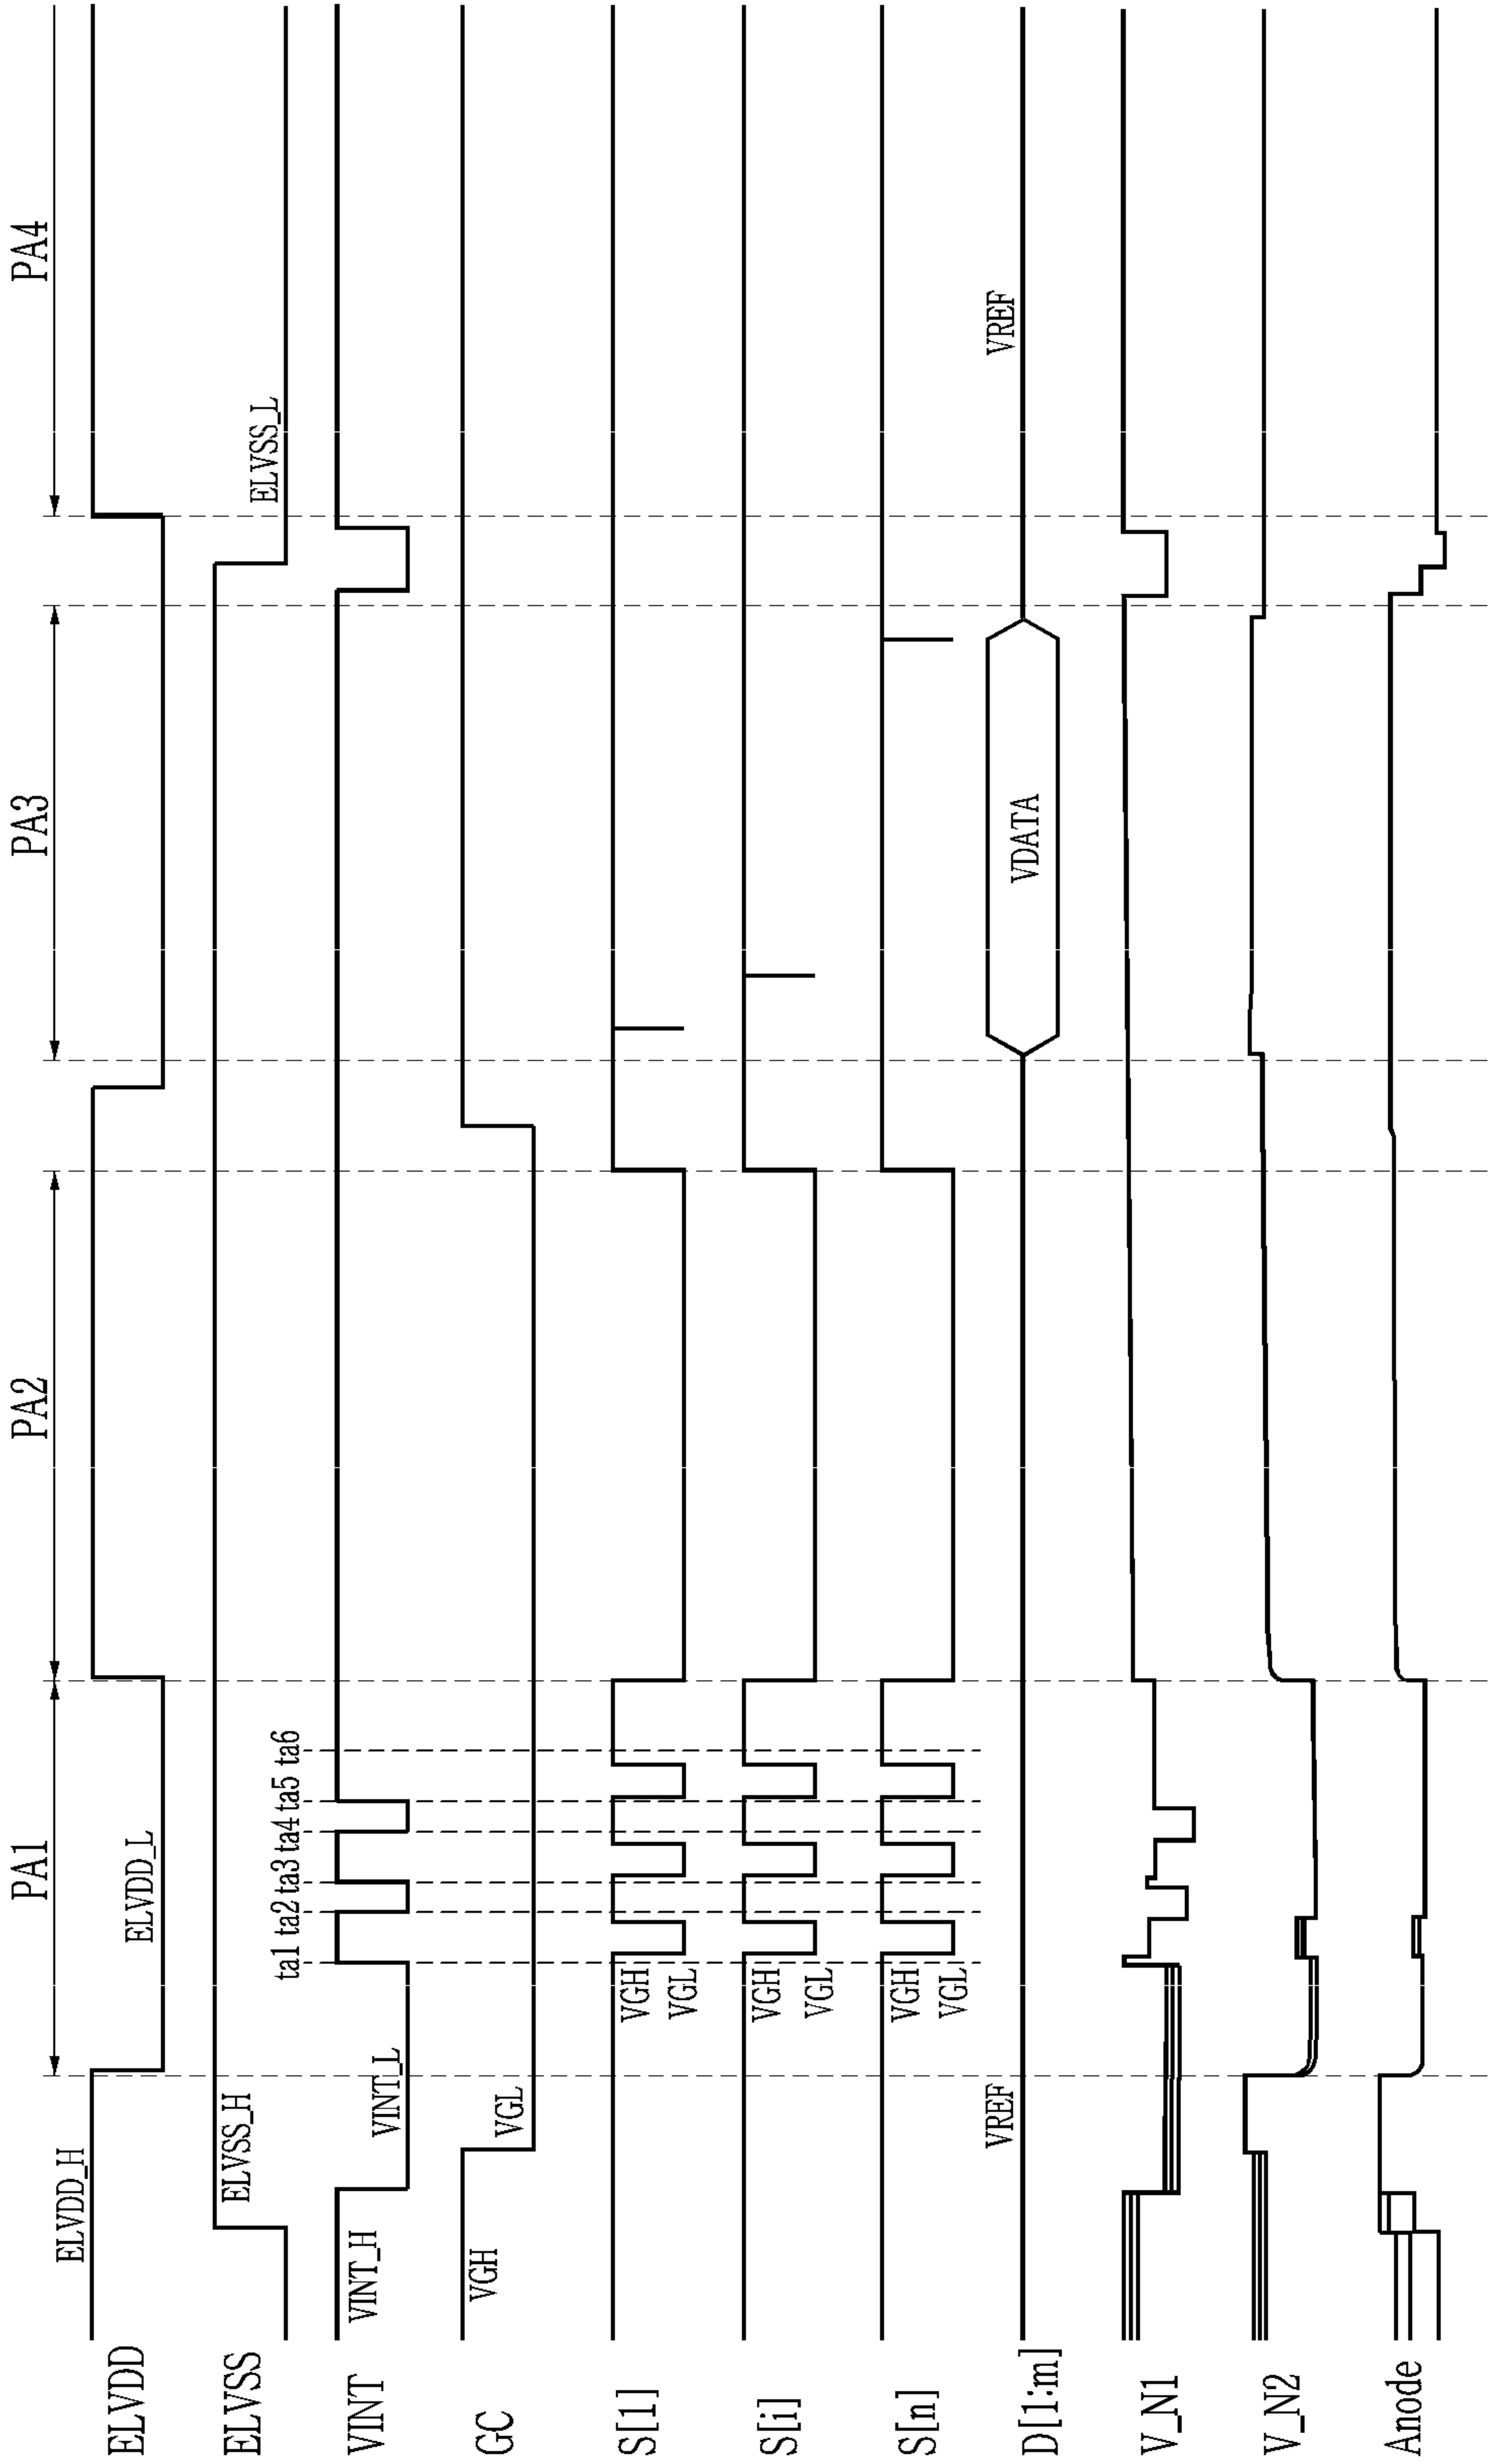 PA1
PA2
PA3
PA4
ELVDD
ELVDD_H
ELVDD_L
ELVSS
ELVSS_H
ELVSS_L
ta1 ta2 ta3 ta4 ta5 ta6
VINT
VINT_H
VINT_L
GC
VGH
VGL
S[1]
VGH
VGL
S[i]
VGH
VGL
S[n]
VGH
VGL
D[1:m]
VREF
VDATA
VREF
V_N1
V_N2
Anode